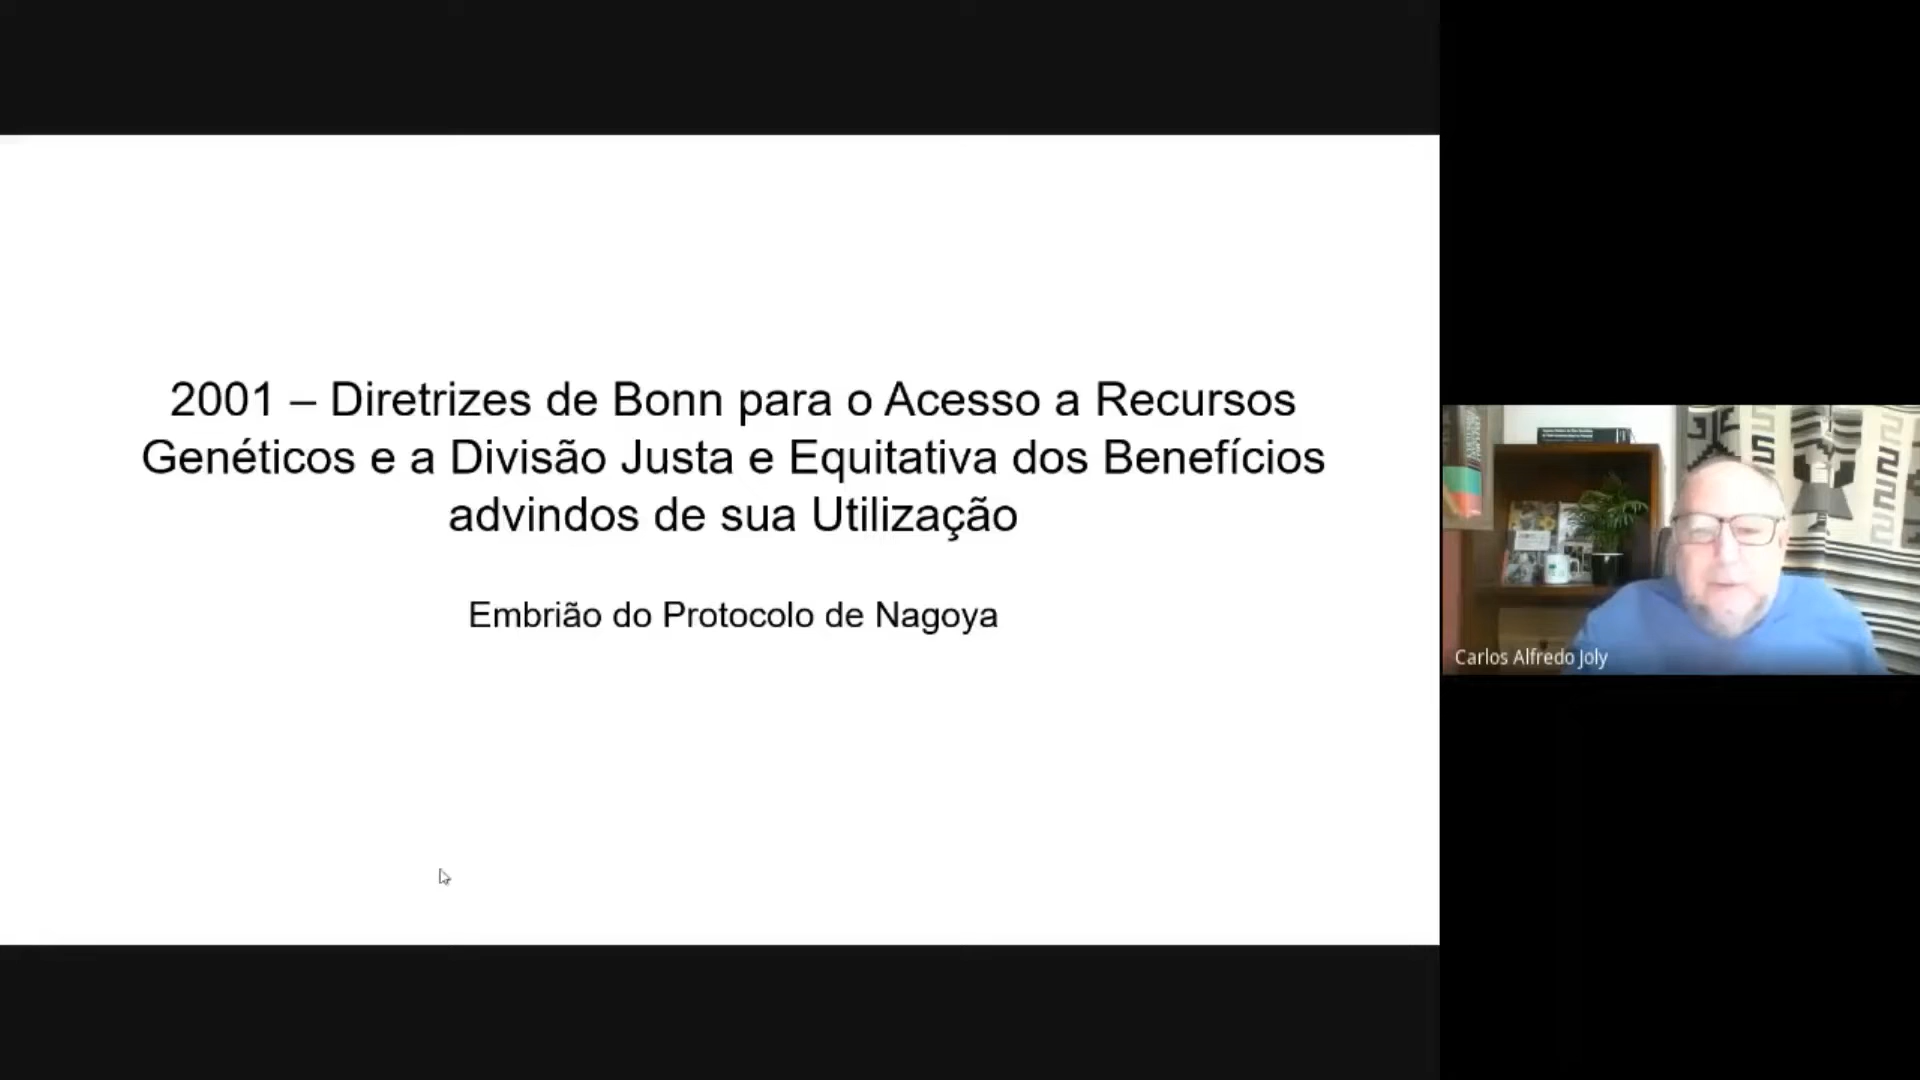 2001 – Diretrizes de Bonn para o Acesso a Recursos
Genéticos e a Divisão Justa e Equitativa dos Benefícios
advindos de sua Utilização
Embrião do Protocolo de Nagoya
Carlos Alfredo Joly